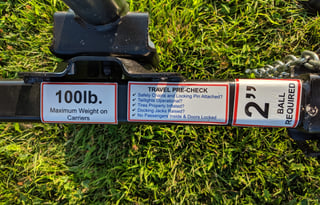 100lb.
Maximum Weight on
Carriers
TRAVEL PRE-CHECK
✔ Safety Chains and Locking Pin Attached?
✔ Taillights Operational?
✔ Tires Properly Inflated?
✔ Docking Jacks Raised?
✔ No Passengers Inside & Doors Locked
2"
BALL
REQUIRED